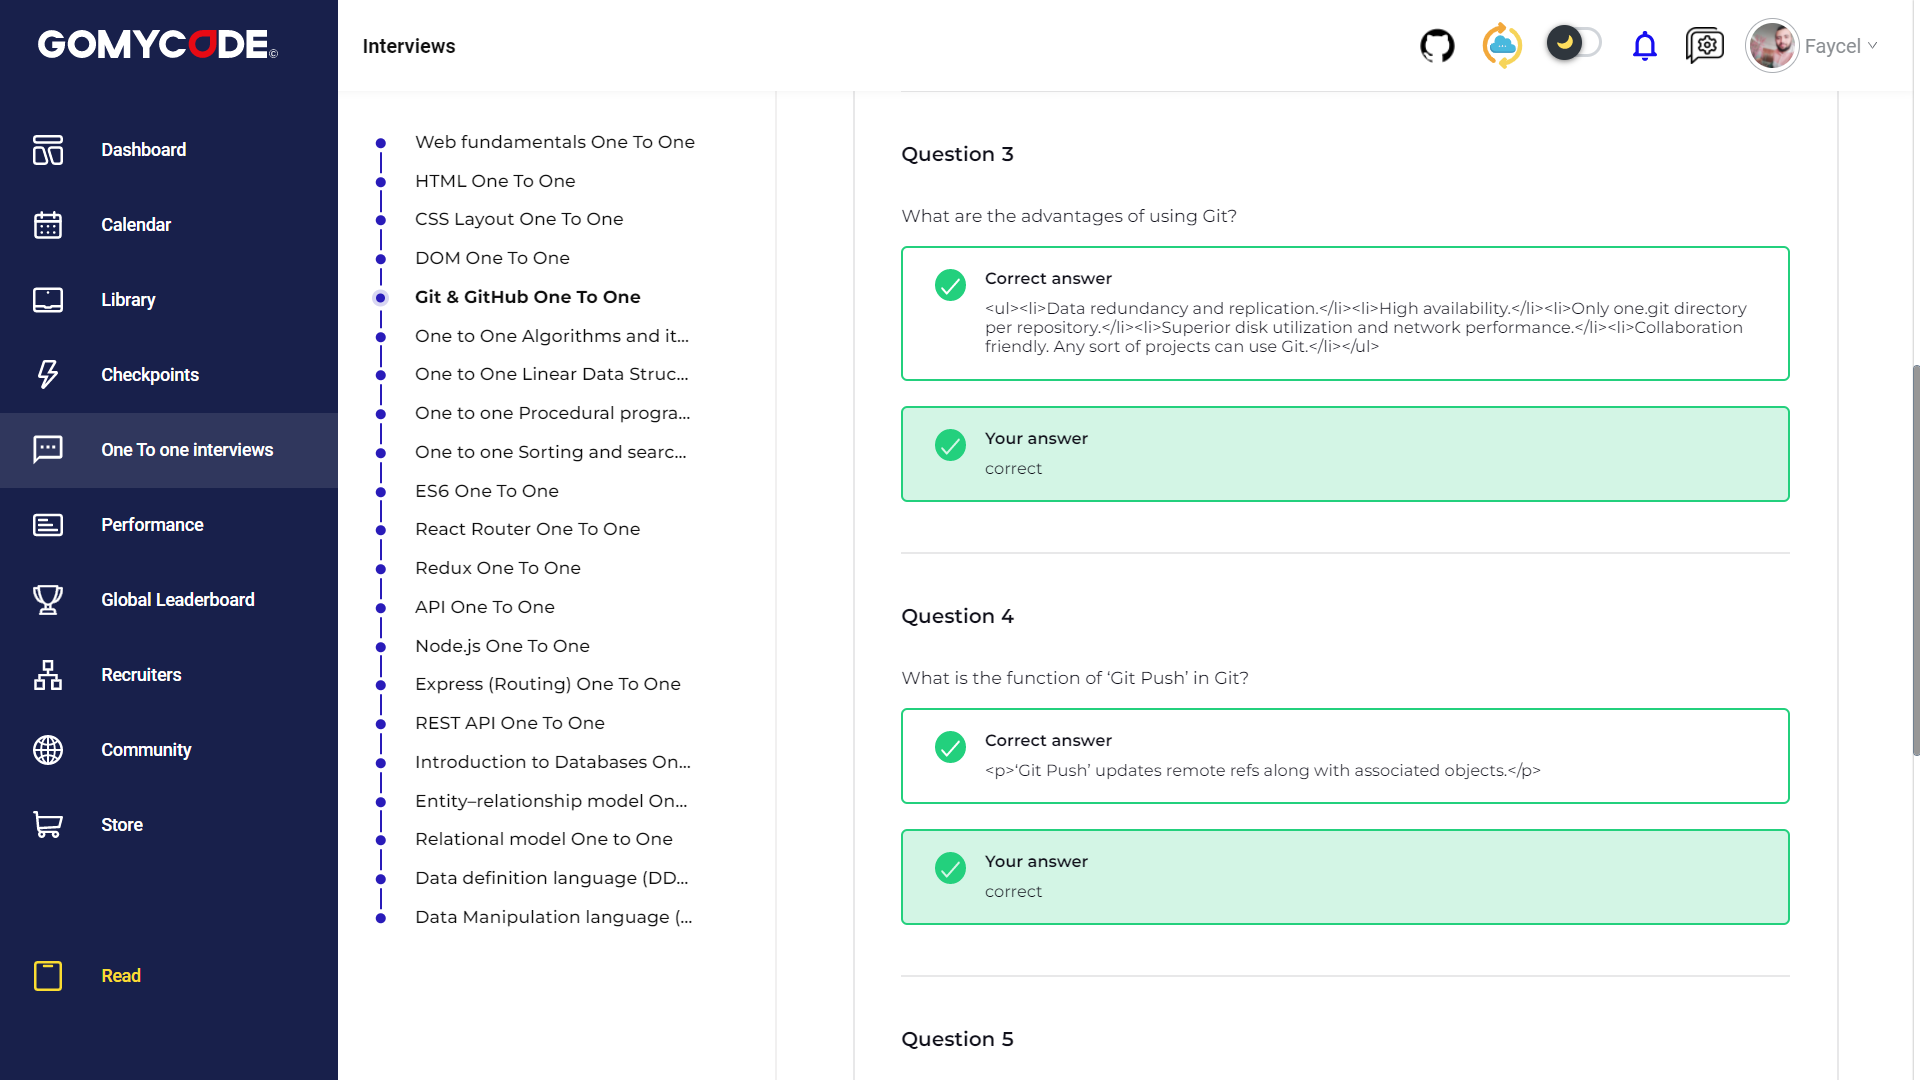 GOMYCODE©
Dashboard
Calendar
Library
Checkpoints
One To one interviews
Performance
Global Leaderboard
Recruiters
Community
Store
Read
Interviews
Faycel
Web fundamentals One To One
HTML One To One
CSS Layout One To One
DOM One To One
Git & GitHub One To One
One to One Algorithms and it...
One to One Linear Data Struc...
One to one Procedural progra...
One to one Sorting and searc...
ES6 One To One
React Router One To One
Redux One To One
API One To One
Node.js One To One
Express (Routing) One To One
REST API One To One
Introduction to Databases On...
Entity–relationship model On...
Relational model One to One
Data definition language (DD...
Data Manipulation language (...
Question 3
What are the advantages of using Git?
Correct answer
<ul><li>Data redundancy and replication.</li><li>High availability.</li><li>Only one.git directory
per repository.</li><li>Superior disk utilization and network performance.</li><li>Collaboration
friendly. Any sort of projects can use Git.</li></ul>
Your answer
correct
Question 4
What is the function of ‘Git Push’ in Git?
Correct answer
<p>‘Git Push’ updates remote refs along with associated objects.</p>
Your answer
correct
Question 5